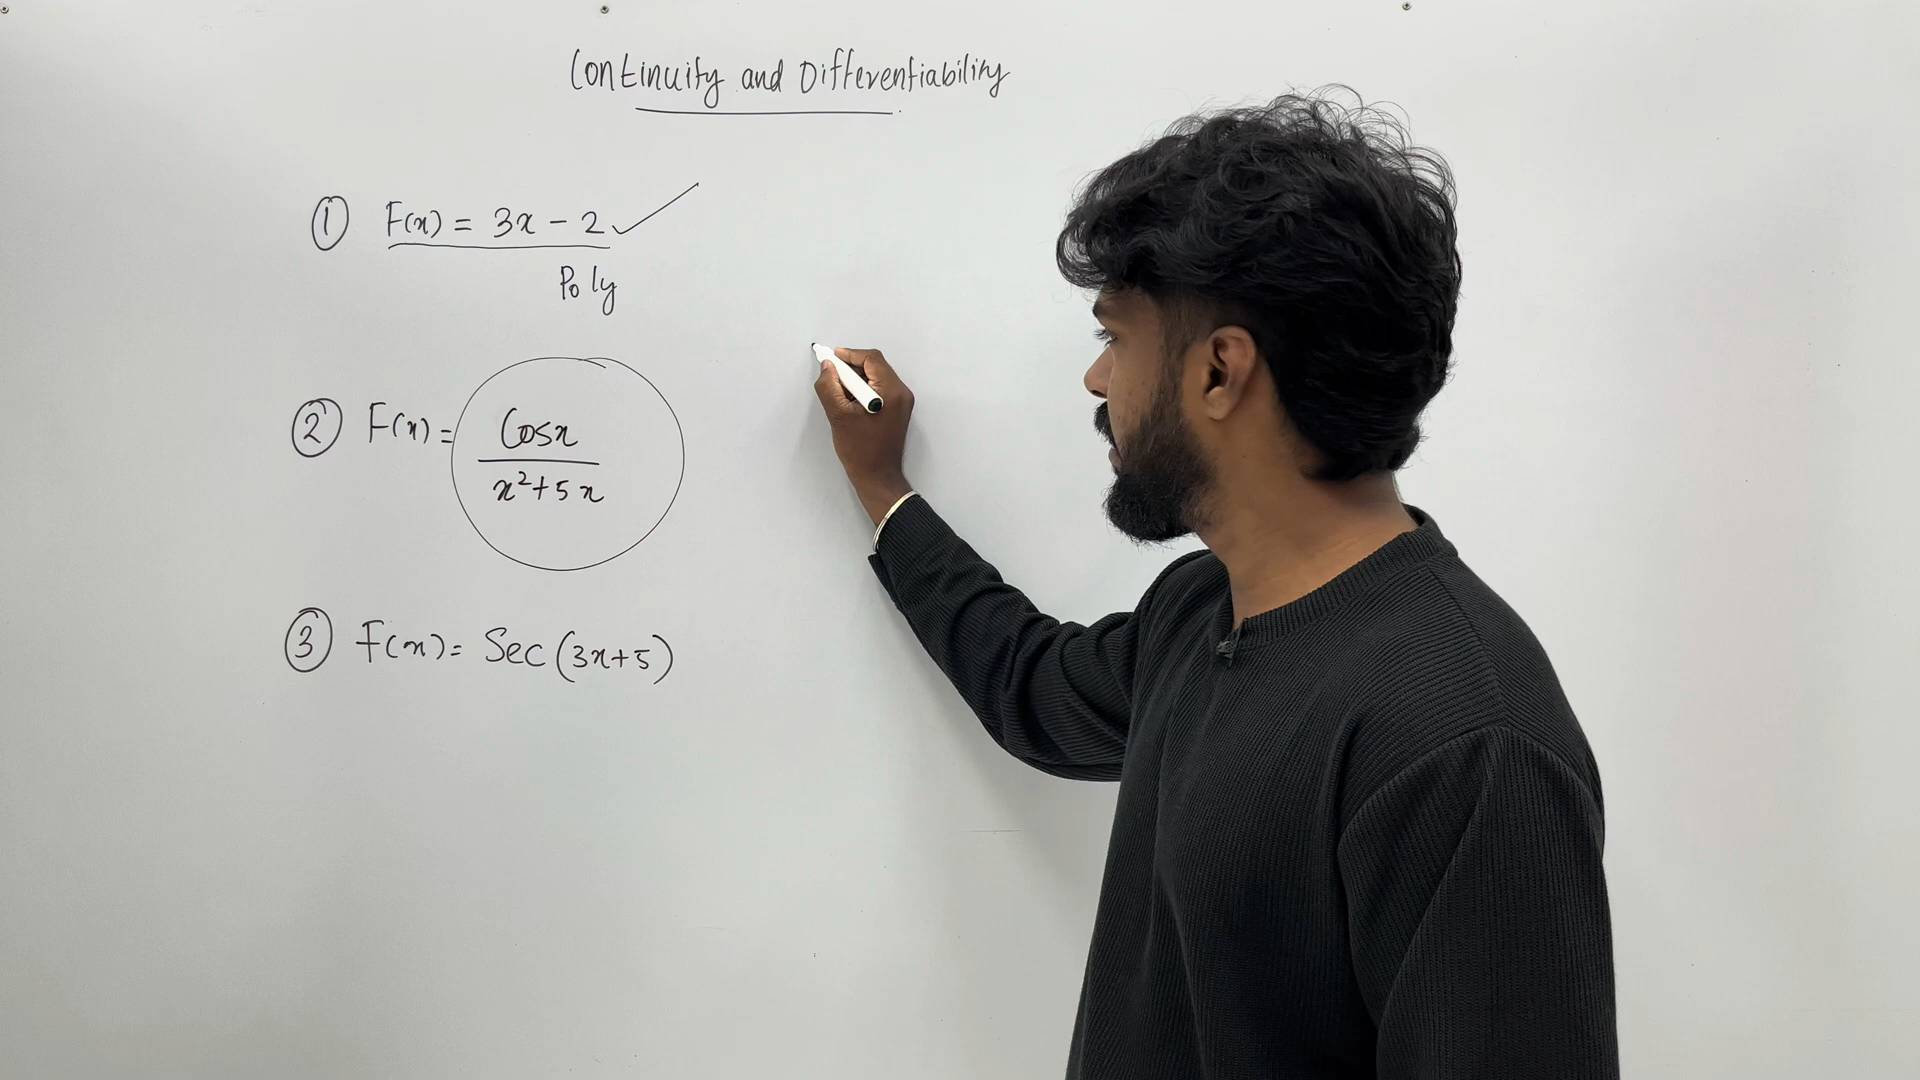 Continuity and Differentiability
① F(x) = 3x - 2 ✓
Poly
② F(x) = Cosx / x²+5x
③ F(x) = Sec (3x+5)